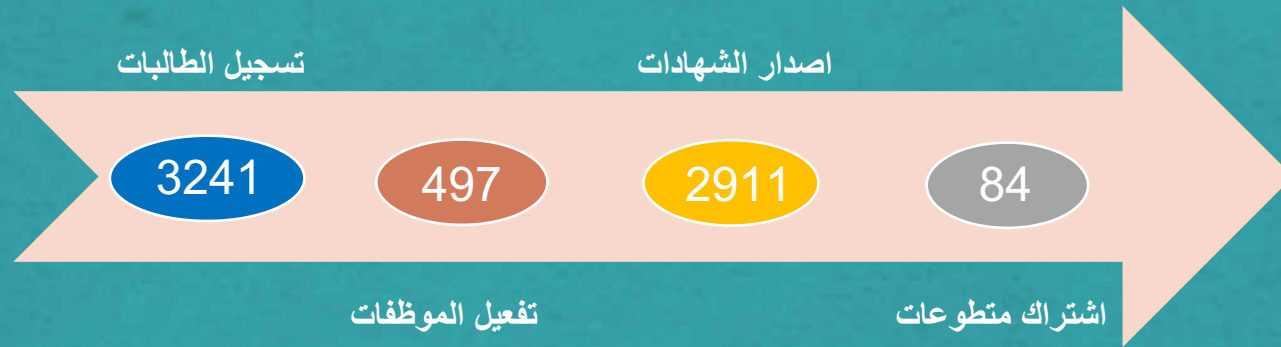 تسجيل الطالبات
اصدار الشهادات
3241
497
2911
84
تفعيل الموظفات
اشتراك متطوعات